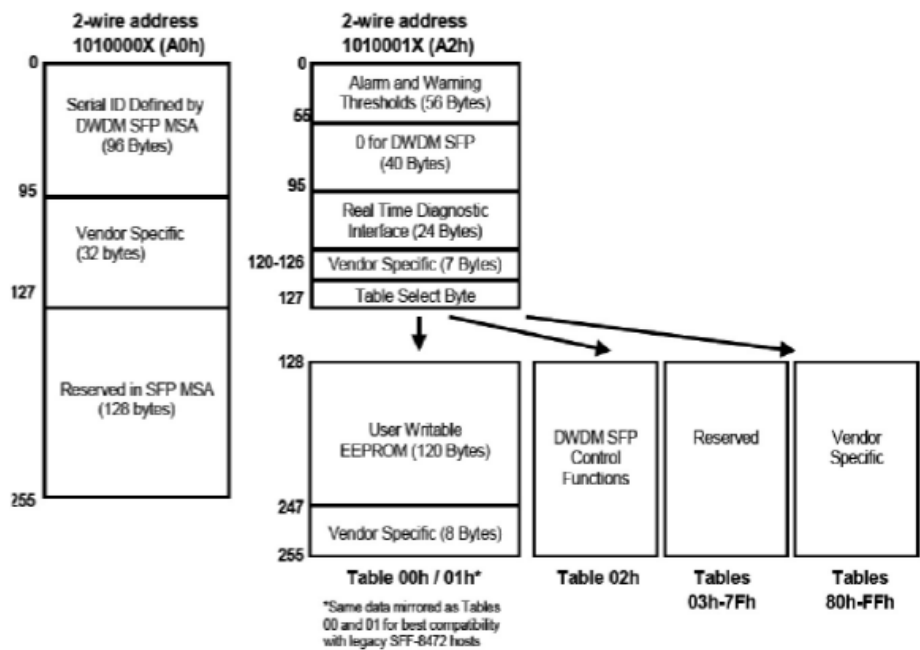 2-wire address
1010000X (A0h)
0
Serial ID Defined by
DWDM SFP MSA
(96 Bytes)
95
Vendor Specific
(32 bytes)
127
Reserved in SFP MSA
(128 bytes)
255
2-wire address
1010001X (A2h)
0
Alarm and Warning
Thresholds (56 Bytes)
55
0 for DWDM SFP
(40 Bytes)
95
Real Time Diagnostic
Interface (24 Bytes)
120-126
Vendor Specific (7 Bytes)
127
Table Select Byte
128
User Writable
EEPROM (120 Bytes)
247
Vendor Specific (8 Bytes)
255
Table 00h / 01h*
*Same data mirrored as Tables
00 and 01 for best compatibility
with legacy SFF-8472 hosts
DWDM SFP
Control
Functions
Table 02h
Reserved
Tables
03h-7Fh
Vendor
Specific
Tables
80h-FFh